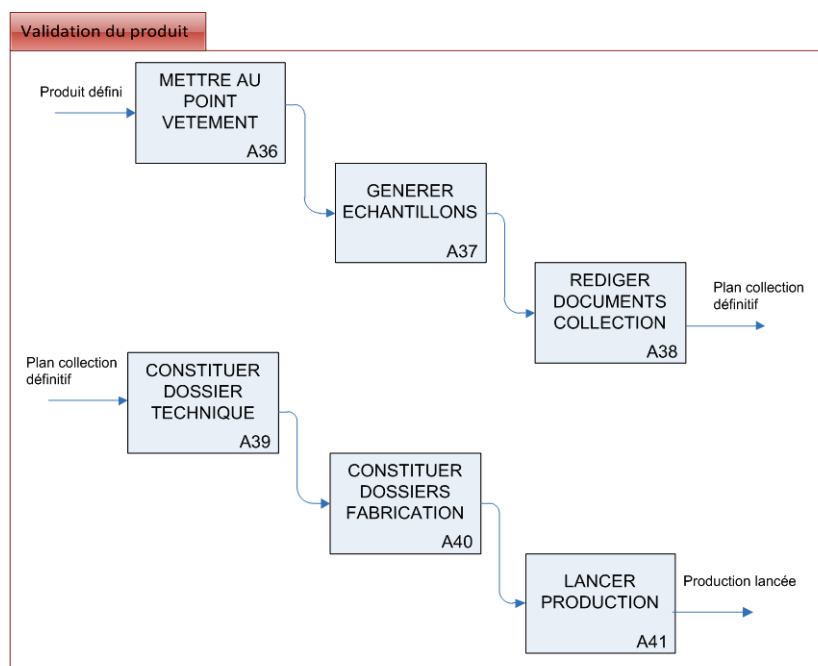 Validation du produit
Produit défini
METTRE AU
POINT
VETEMENT
A36
GENERER
ECHANTILLONS
A37
REDIGER
DOCUMENTS
COLLECTION
A38
Plan collection
définitif
Plan collection
définitif
CONSTITUER
DOSSIER
TECHNIQUE
A39
CONSTITUER
DOSSIERS
FABRICATION
A40
LANCER
PRODUCTION
A41
Production lancée